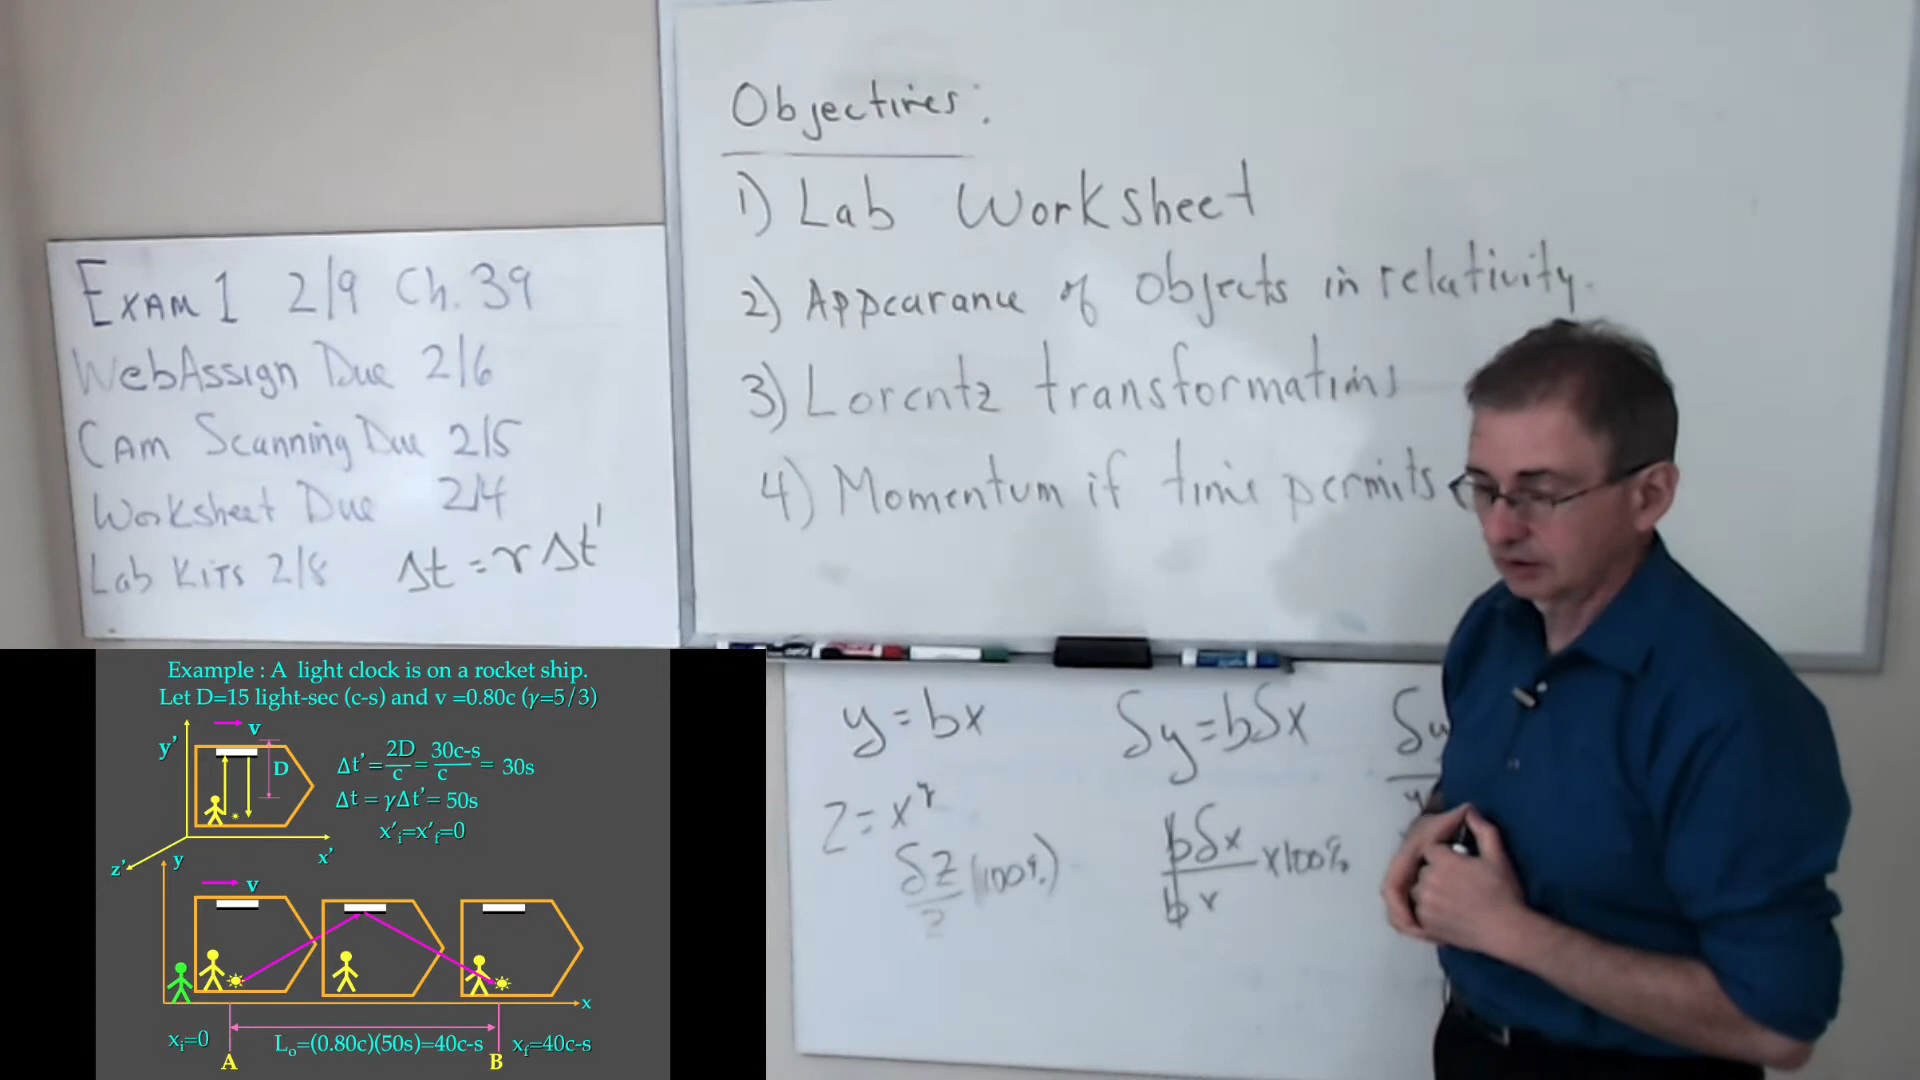 Objectives:
1) Lab Worksheet
2) Appearance of Objects in relativity.
3) Lorentz transformations
4) Momentum if time permits
Exam 1 2/9 Ch. 39
WebAssign Due 2/6
Cam Scanning Due 2/5
Worksheet Due 2/4
Lab Kits 2/8 Δt = γ Δt'
y = bx δy = bδx
z = x^r
δz/z (100%) bδx/bx x100%
Example : A light clock is on a rocket ship.
Let D=15 light-sec (c-s) and v =0.80c (γ=5/3)
v
y'
D
Δt' = 2D/c = 30c-s/c = 30s
Δt = γΔt' = 50s
x'i=x'f=0
x'
z'
y
v
x
xi=0
Lo=(0.80c)(50s)=40c-s
xf=40c-s
A
B